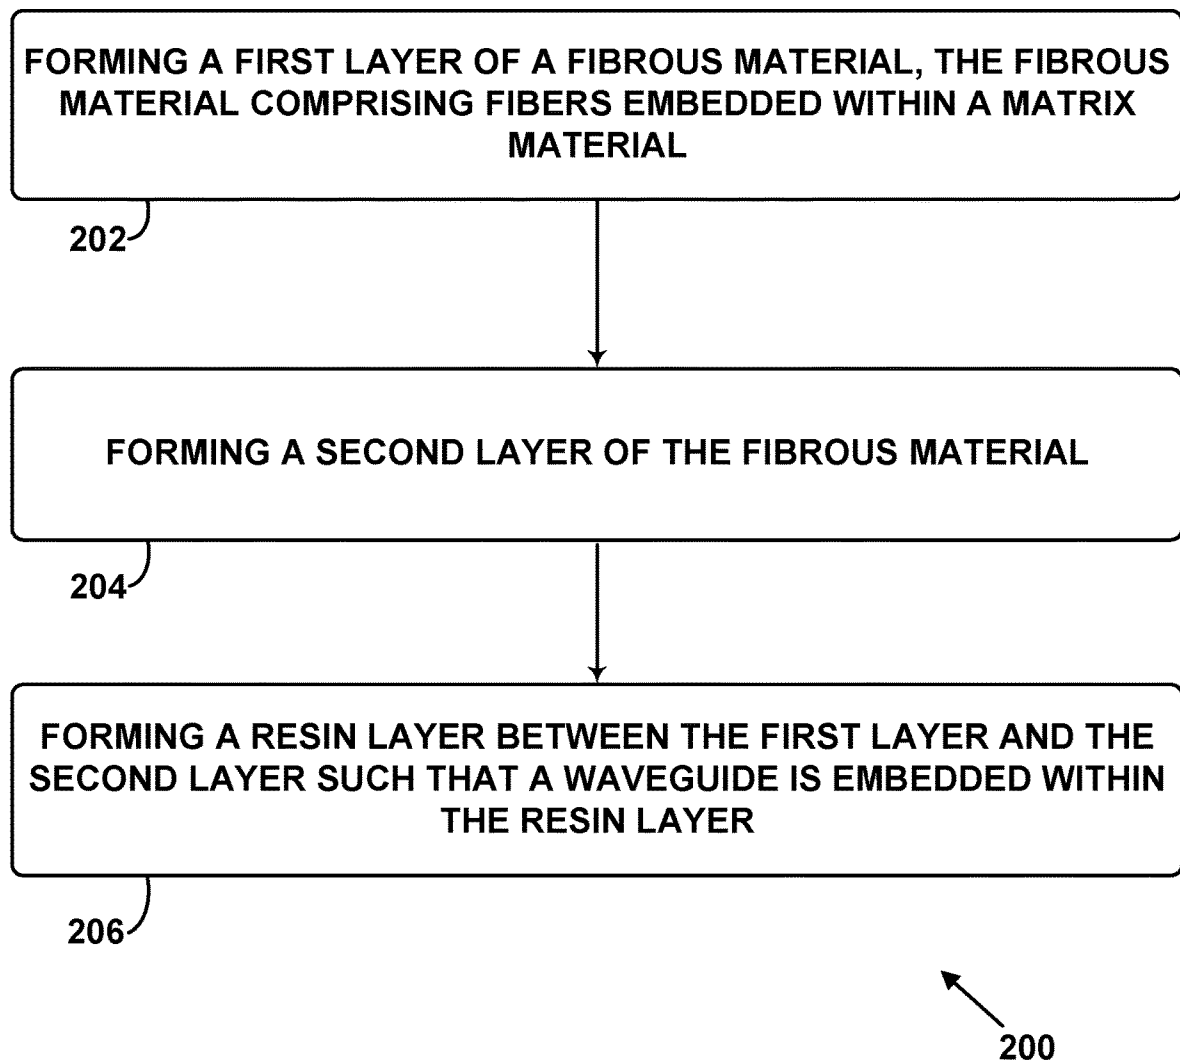 FORMING A FIRST LAYER OF A FIBROUS MATERIAL, THE FIBROUS
MATERIAL COMPRISING FIBERS EMBEDDED WITHIN A MATRIX
MATERIAL
202
FORMING A SECOND LAYER OF THE FIBROUS MATERIAL
204
FORMING A RESIN LAYER BETWEEN THE FIRST LAYER AND THE
SECOND LAYER SUCH THAT A WAVEGUIDE IS EMBEDDED WITHIN
THE RESIN LAYER
206
200